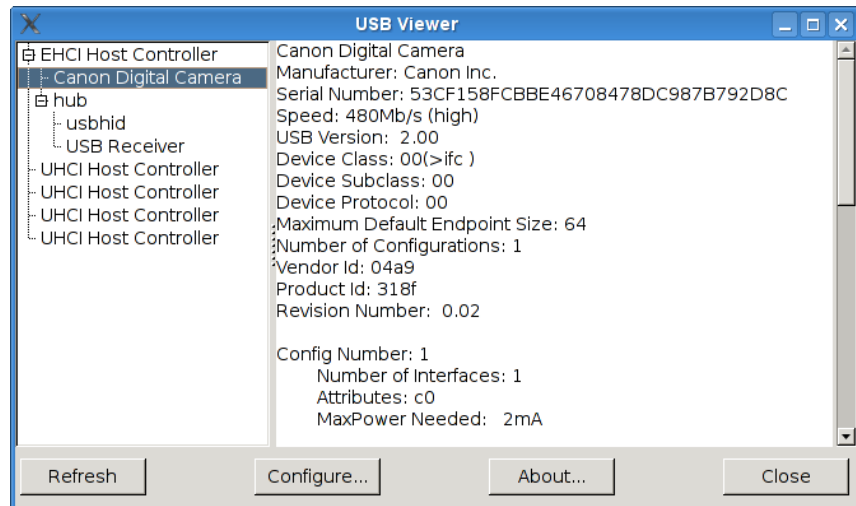 USB Viewer
EHCI Host Controller
Canon Digital Camera
hub
usbhid
USB Receiver
UHCI Host Controller
UHCI Host Controller
UHCI Host Controller
UHCI Host Controller
Canon Digital Camera
Manufacturer: Canon Inc.
Serial Number: 53CF158FCBBE46708478DC987B792D8C
Speed: 480Mb/s (high)
USB Version:  2.00
Device Class: 00(>ifc )
Device Subclass: 00
Device Protocol: 00
Maximum Default Endpoint Size: 64
Number of Configurations: 1
Vendor Id: 04a9
Product Id: 318f
Revision Number:  0.02
Config Number: 1
Number of Interfaces: 1
Attributes: c0
MaxPower Needed:   2mA
Refresh
Configure...
About...
Close